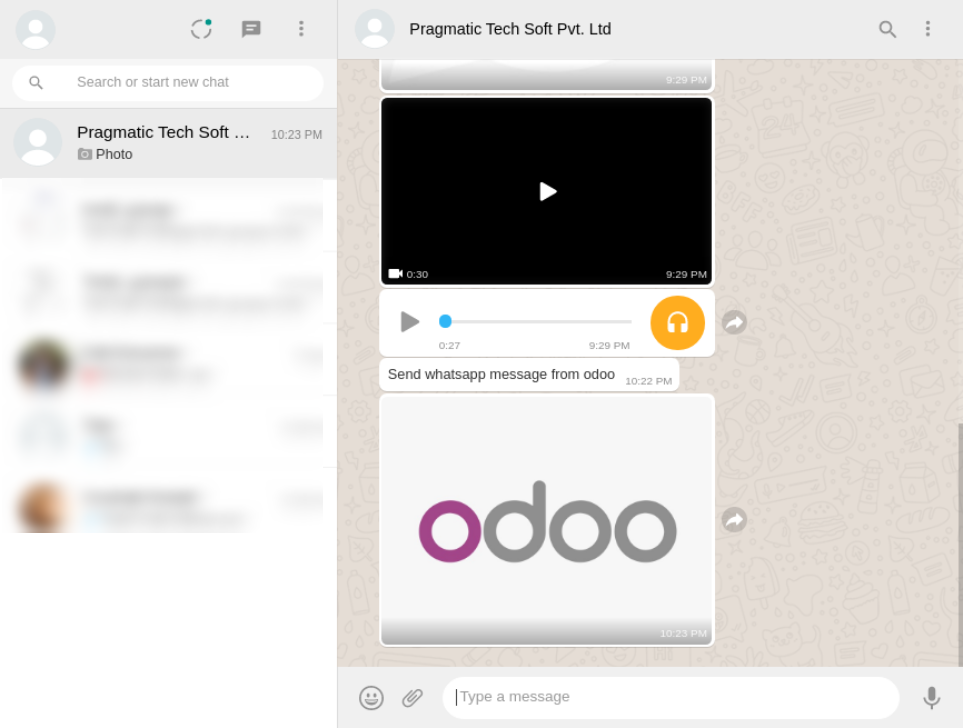 Pragmatic Tech Soft Pvt. Ltd
Search or start new chat
Pragmatic Tech Soft ...
10:23 PM
Photo
9:29 PM
0:30
9:29 PM
0:27
9:29 PM
Send whatsapp message from odoo
10:22 PM
odoo
10:23 PM
Type a message